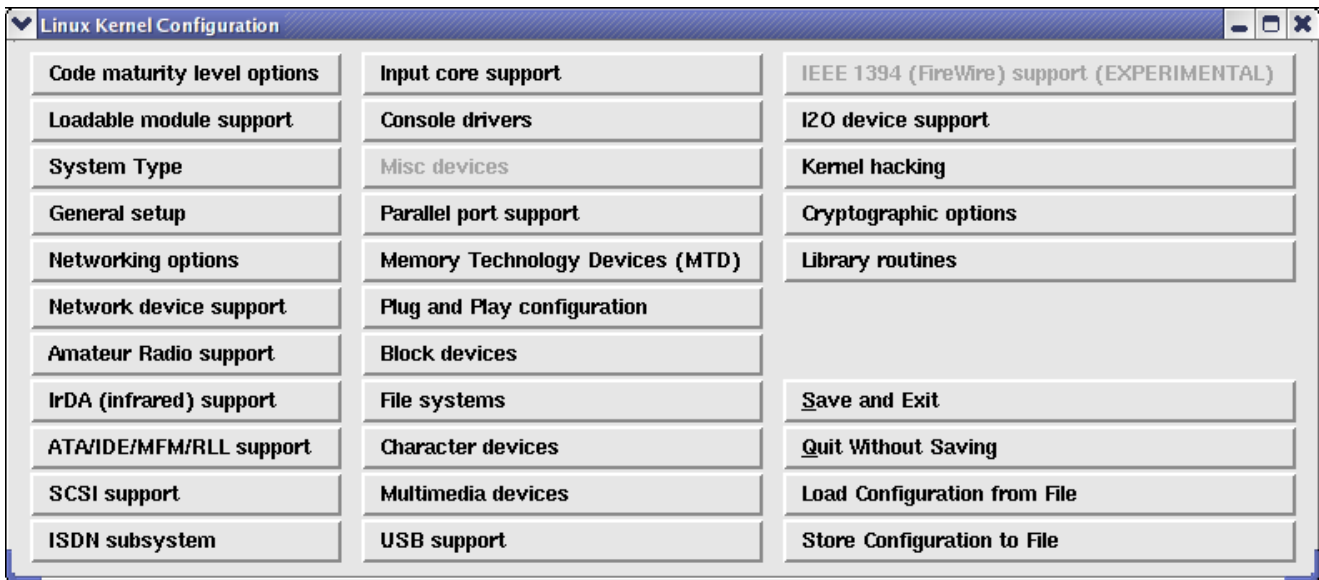 Linux Kernel Configuration
Code maturity level options
Loadable module support
System Type
General setup
Networking options
Network device support
Amateur Radio support
IrDA (infrared) support
ATA/IDE/MFM/RLL support
SCSI support
ISDN subsystem
Input core support
Console drivers
Misc devices
Parallel port support
Memory Technology Devices (MTD)
Plug and Play configuration
Block devices
File systems
Character devices
Multimedia devices
USB support
IEEE 1394 (FireWire) support (EXPERIMENTAL)
I2O device support
Kernel hacking
Cryptographic options
Library routines
Save and Exit
Quit Without Saving
Load Configuration from File
Store Configuration to File